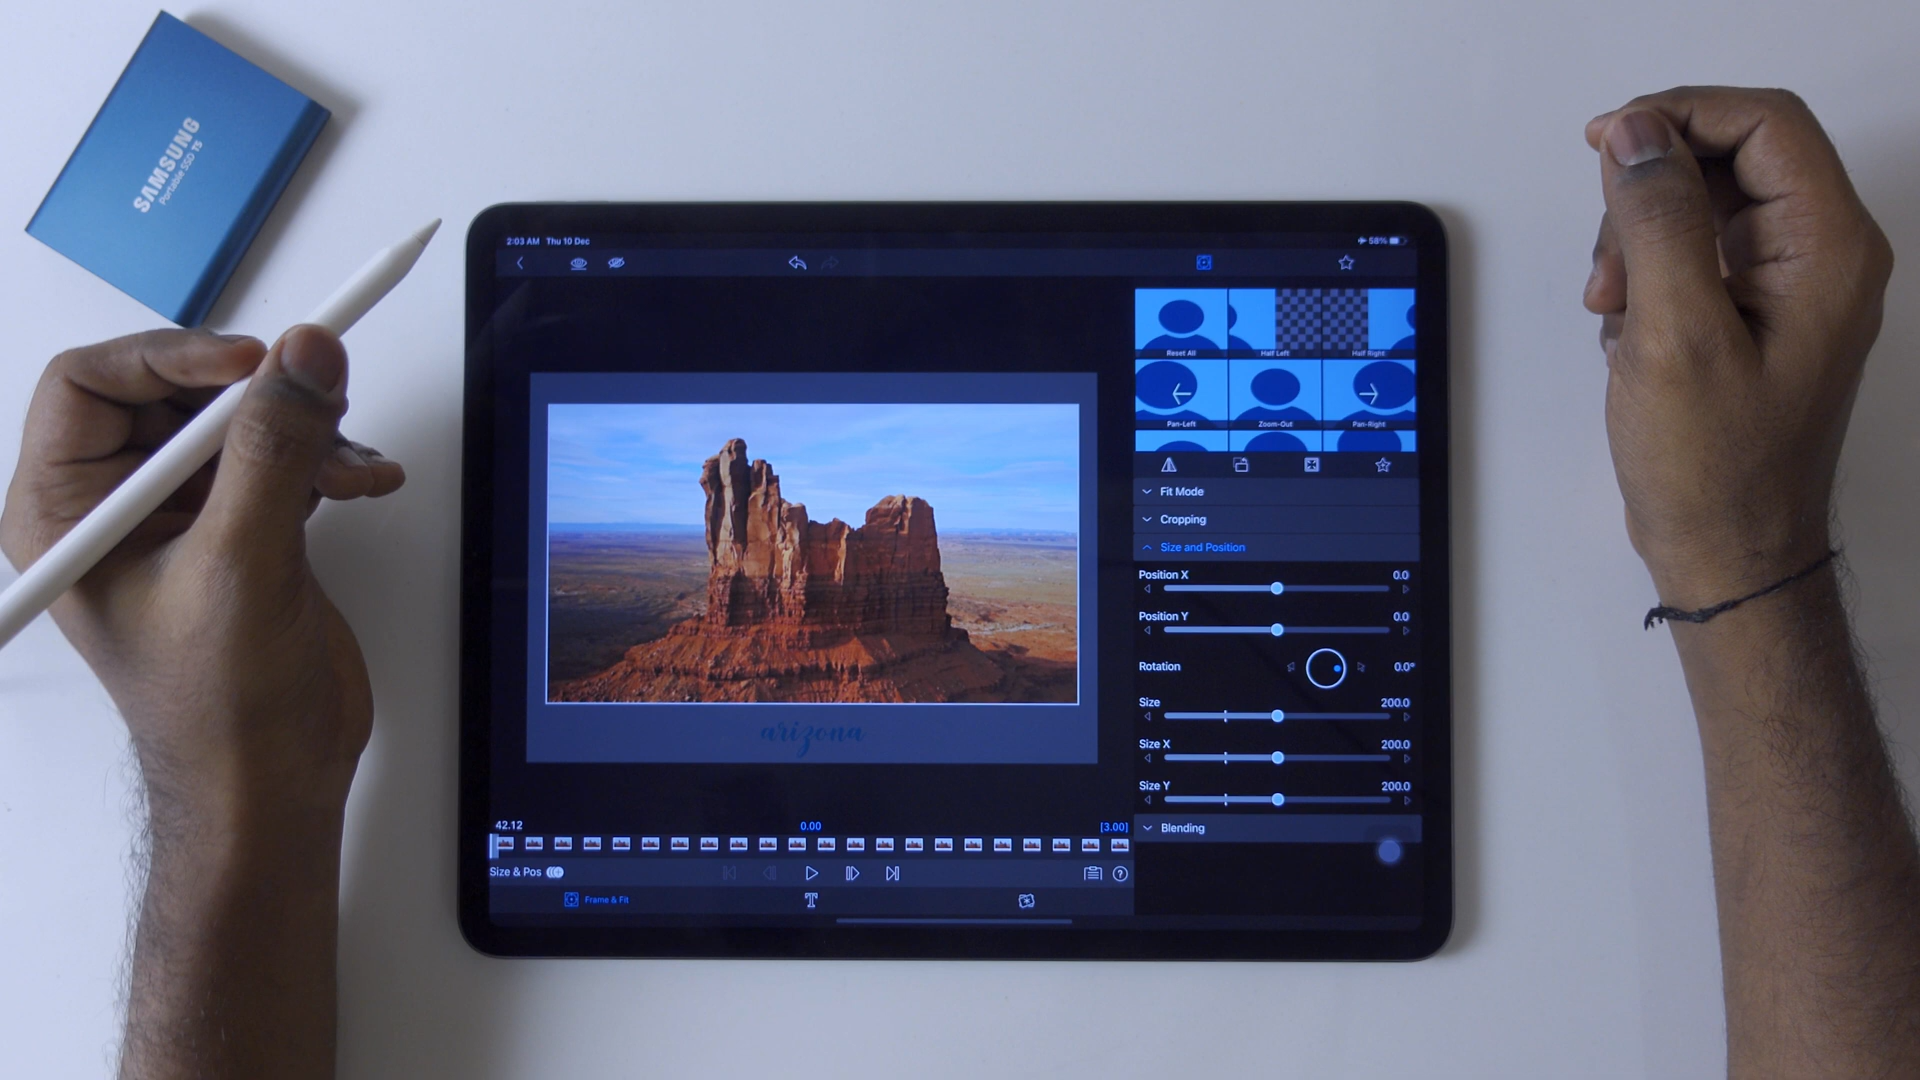 SAMSUNG
Portable SSD T5
2:03 AM Thu 10 Dec
58%
Reset All
Half Left
Half Right
Pan-Left
Zoom-Out
Pan-Right
Fit Mode
Cropping
Size and Position
Position X 0.0
Position Y 0.0
Rotation 0.0°
Size 200.0
Size X 200.0
Size Y 200.0
Blending
arizona
42.12 0.00 [3.00]
Size & Pos
Frame & Fit